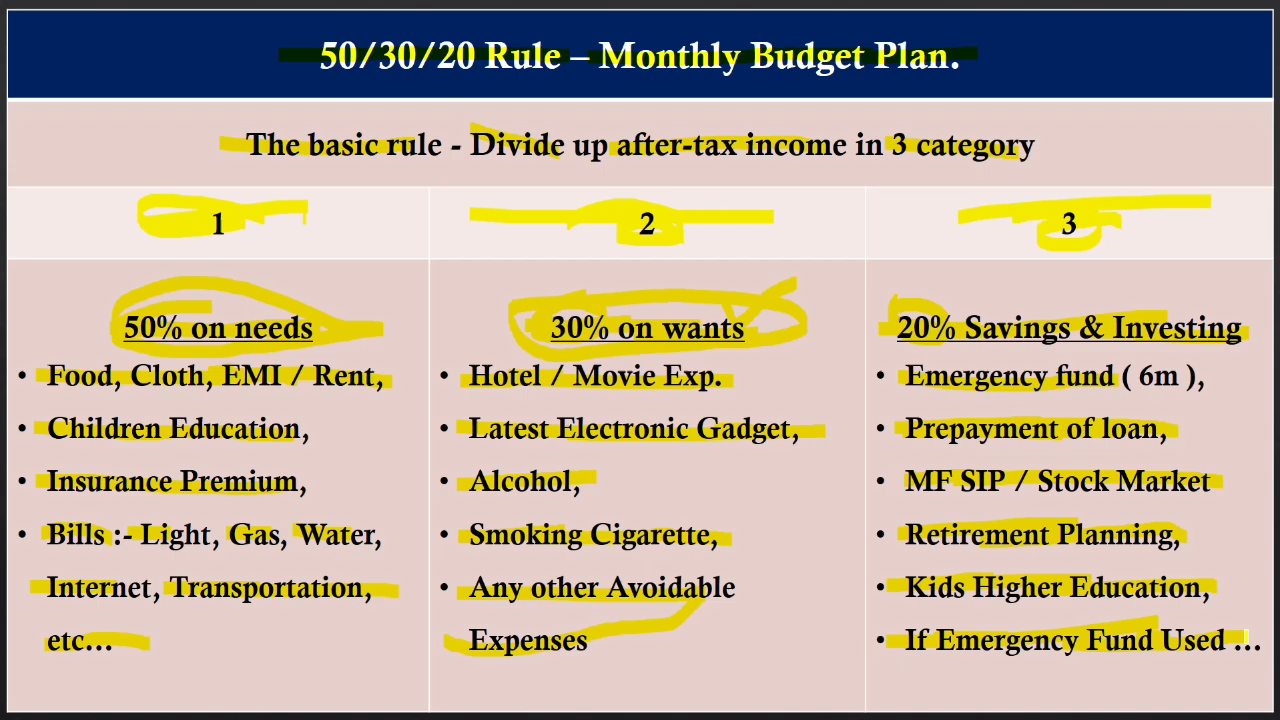 50/30/20 Rule – Monthly Budget Plan.
The basic rule - Divide up after-tax income in 3 category
1
2
3
50% on needs
• Food, Cloth, EMI / Rent,
• Children Education,
• Insurance Premium,
• Bills :- Light, Gas, Water,
Internet, Transportation,
etc…
30% on wants
• Hotel / Movie Exp.
• Latest Electronic Gadget,
• Alcohol,
• Smoking Cigarette,
• Any other Avoidable
Expenses
20% Savings & Investing
• Emergency fund ( 6m ),
• Prepayment of loan,
• MF SIP / Stock Market
• Retirement Planning,
• Kids Higher Education,
• If Emergency Fund Used …